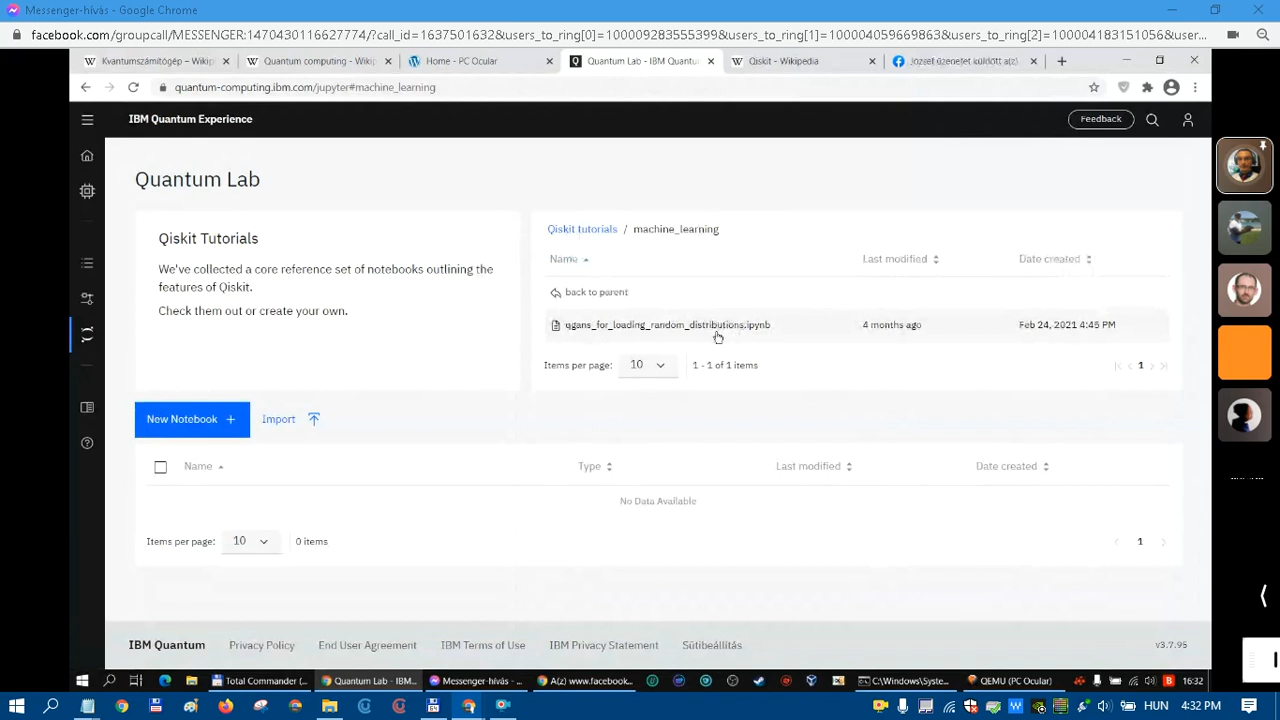 Messenger-hívás - Google Chrome
facebook.com/groupcall/MESSENGER:1470430116627774/?call_id=1637501632&users_to_ring[0]=100009283555399&users_to_ring[1]=100004059669863&users_to_ring[2]=100004183151056&us...
Kvantumszámítógép – Wikip
Quantum computing - Wikip
Home - PC Ocular
Quantum Lab - IBM Quantu
Qiskit - Wikipedia
József üzenetet küldött a(z)
quantum-computing.ibm.com/jupyter#machine_learning
IBM Quantum Experience
Feedback
Quantum Lab
Qiskit Tutorials
We've collected a core reference set of notebooks outlining the
features of Qiskit.
Check them out or create your own.
Qiskit tutorials / machine_learning
Name Last modified Date created
back to parent
qgans_for_loading_random_distributions.ipynb 4 months ago Feb 24, 2021 4:45 PM
Items per page: 10 1 - 1 of 1 items 1
New Notebook + Import
Name Type Last modified Date created
No Data Available
Items per page: 10 0 items 1
IBM Quantum Privacy Policy End User Agreement IBM Terms of Use IBM Privacy Statement Sütibeállítás v3.7.95
Total Commander (...
Quantum Lab - IBM...
Messenger-hívás - ...
A(z) www.facebook...
C:\Windows\Syste...
QEMU (PC Ocular)
16:32
HUN 4:32 PM